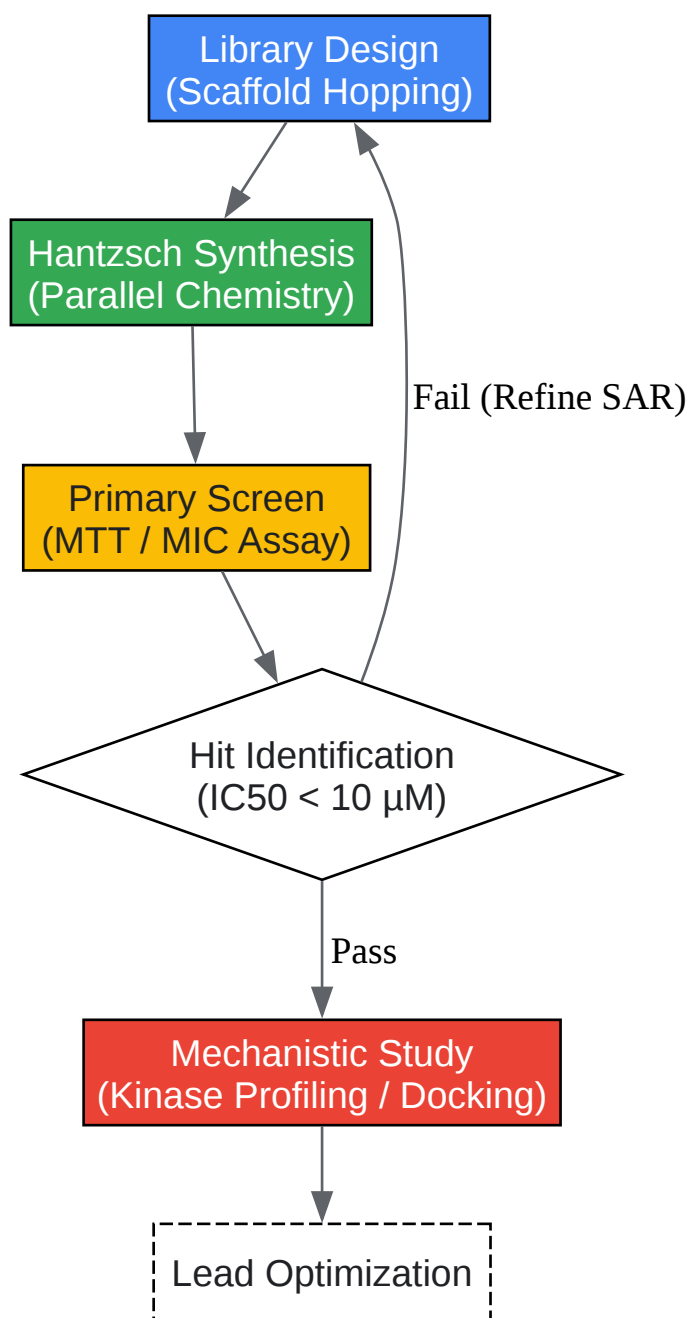 Library Design
(Scaffold Hopping)
Hantzsch Synthesis
(Parallel Chemistry)
Fail (Refine SAR)
Primary Screen
(MTT / MIC Assay)
Hit Identification
(IC50 < 10 µM)
Pass
Mechanistic Study
(Kinase Profiling / Docking)
Lead Optimization